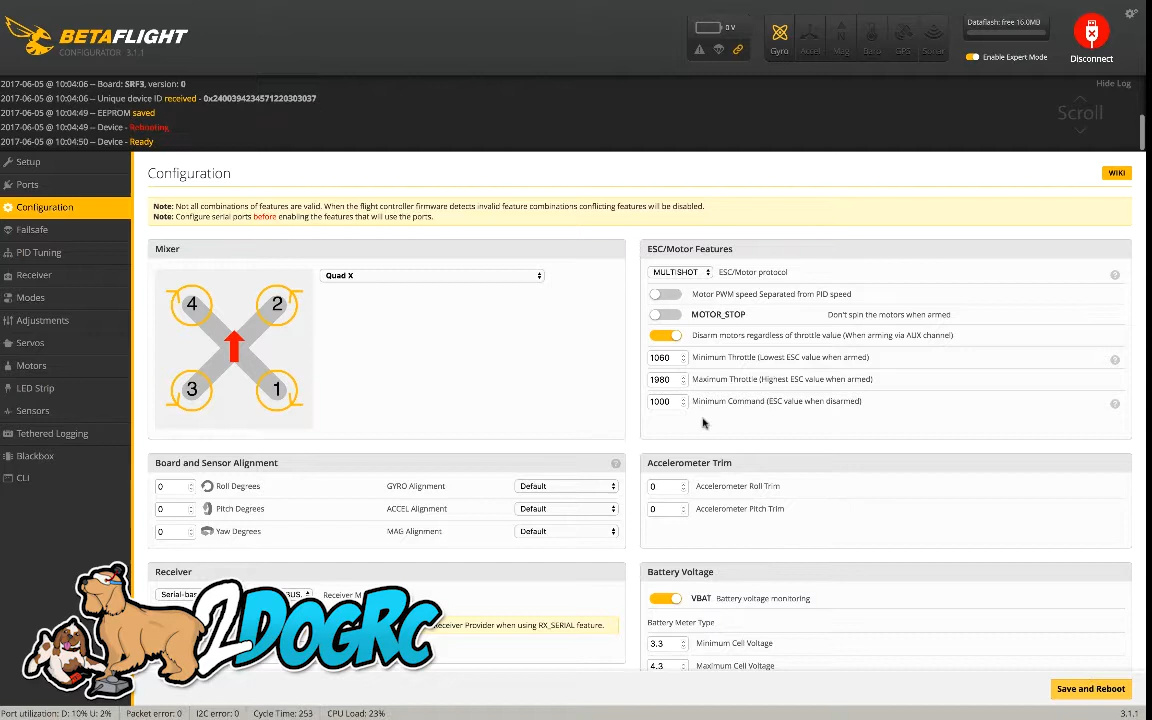 BETAFLIGHT
CONFIGURATOR 3.1.1
0 V
Gyro
Accel
Mag
Baro
GPS
Sonar
Dataflash: free 16.0MB
Enable Expert Mode
Disconnect
2017-06-05 @ 10:04:06 -- Board: SRF3, version: 0
2017-06-05 @ 10:04:06 -- Unique device ID received - 0x2400394234571220303037
2017-06-05 @ 10:04:49 -- EEPROM saved
2017-06-05 @ 10:04:49 -- Device - Rebooting
2017-06-05 @ 10:04:50 -- Device - Ready
Hide Log
Scroll
Setup
Ports
Configuration
Failsafe
PID Tuning
Receiver
Modes
Adjustments
Servos
Motors
LED Strip
Sensors
Tethered Logging
Blackbox
CLI
Configuration
WIKI
Note: Not all combinations of features are valid. When the flight controller firmware detects invalid feature combinations conflicting features will be disabled.
Note: Configure serial ports before enabling the features that will use the ports.
Mixer
Quad X
4
2
3
1
ESC/Motor Features
MULTISHOT ESC/Motor protocol
Motor PWM speed Separated from PID speed
MOTOR_STOP Don't spin the motors when armed
Disarm motors regardless of throttle value (When arming via AUX channel)
1060 Minimum Throttle (Lowest ESC value when armed)
1980 Maximum Throttle (Highest ESC value when armed)
1000 Minimum Command (ESC value when disarmed)
Board and Sensor Alignment
0 Roll Degrees GYRO Alignment Default
0 Pitch Degrees ACCEL Alignment Default
0 Yaw Degrees MAG Alignment Default
Accelerometer Trim
0 Accelerometer Roll Trim
0 Accelerometer Pitch Trim
Receiver
Receiver
eceiver Provider when using RX_SERIAL feature.
Battery Voltage
VBAT Battery voltage monitoring
Battery Meter Type
3.3 Minimum Cell Voltage
4.3 Maximum Cell Voltage
2DOGRC
Save and Reboot
Port utilization: D: 10% U: 2%
Packet error: 0
I2C error: 0
Cycle Time: 253
CPU Load: 23%
3.1.1